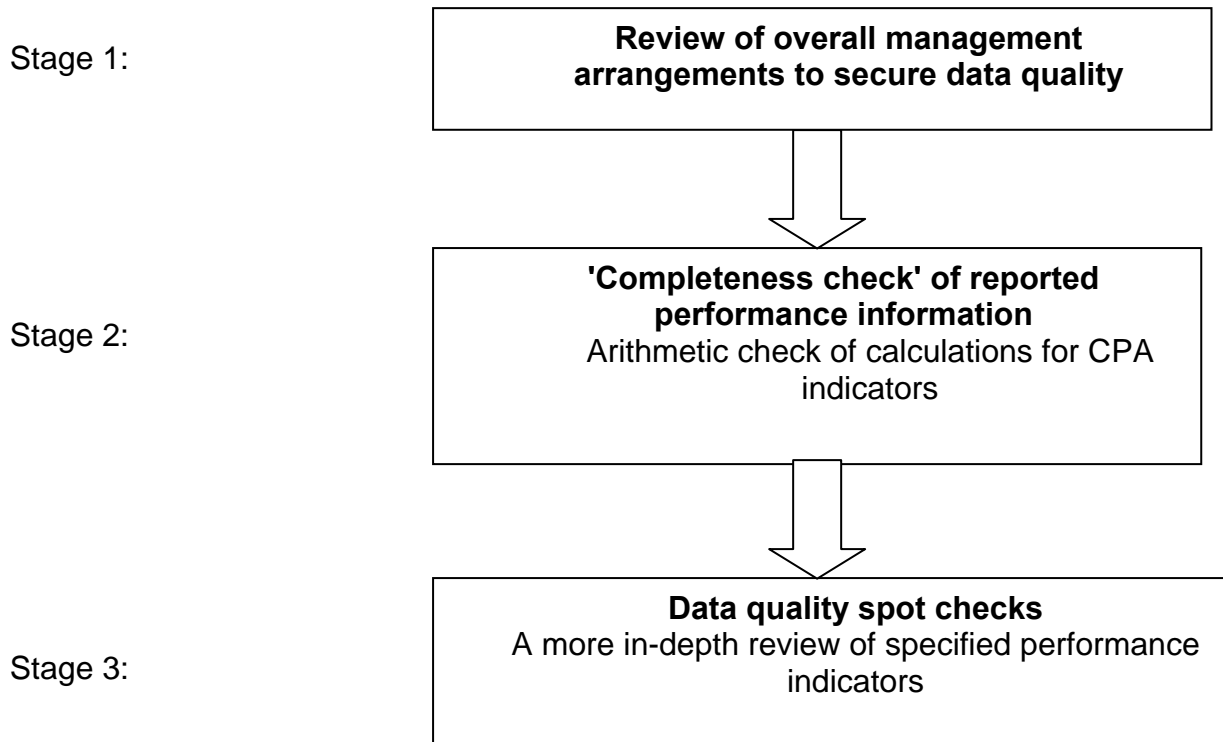 Stage 1:
Review of overall management
arrangements to secure data quality
Stage 2:
'Completeness check' of reported
performance information
Arithmetic check of calculations for CPA
indicators
Stage 3:
Data quality spot checks
A more in-depth review of specified performance
indicators